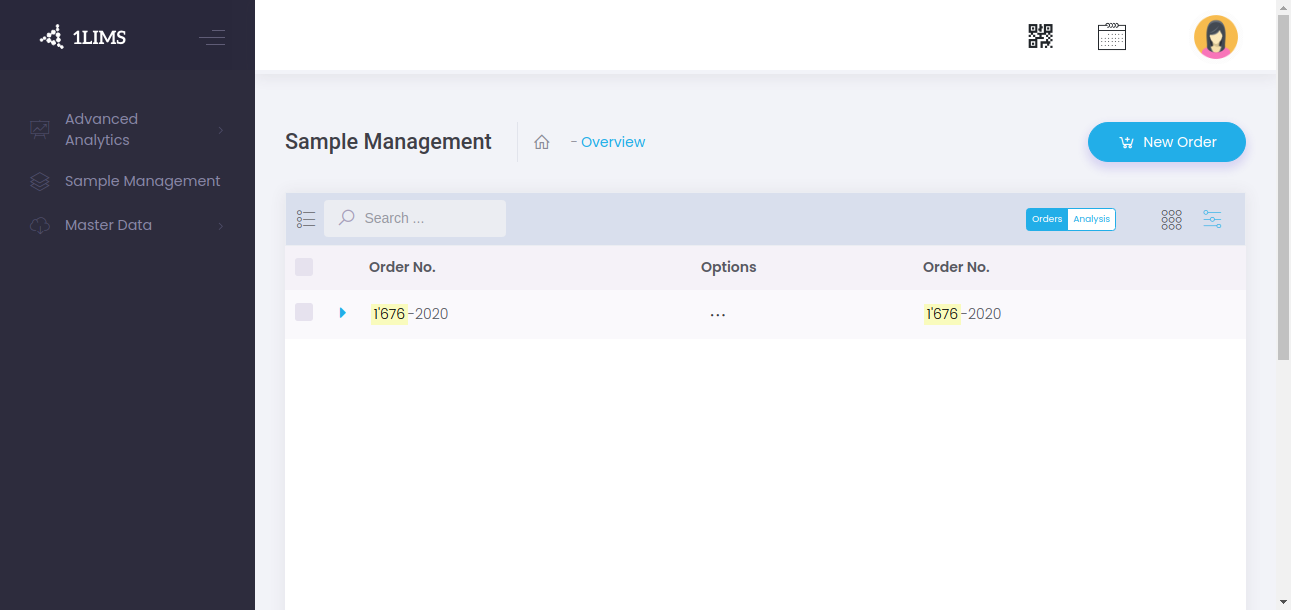 1LIMS
Advanced
Analytics
Sample Management
Master Data
Sample Management
- Overview
New Order
Search ...
Orders Analysis
Order No. Options Order No.
1'676-2020 ... 1'676-2020